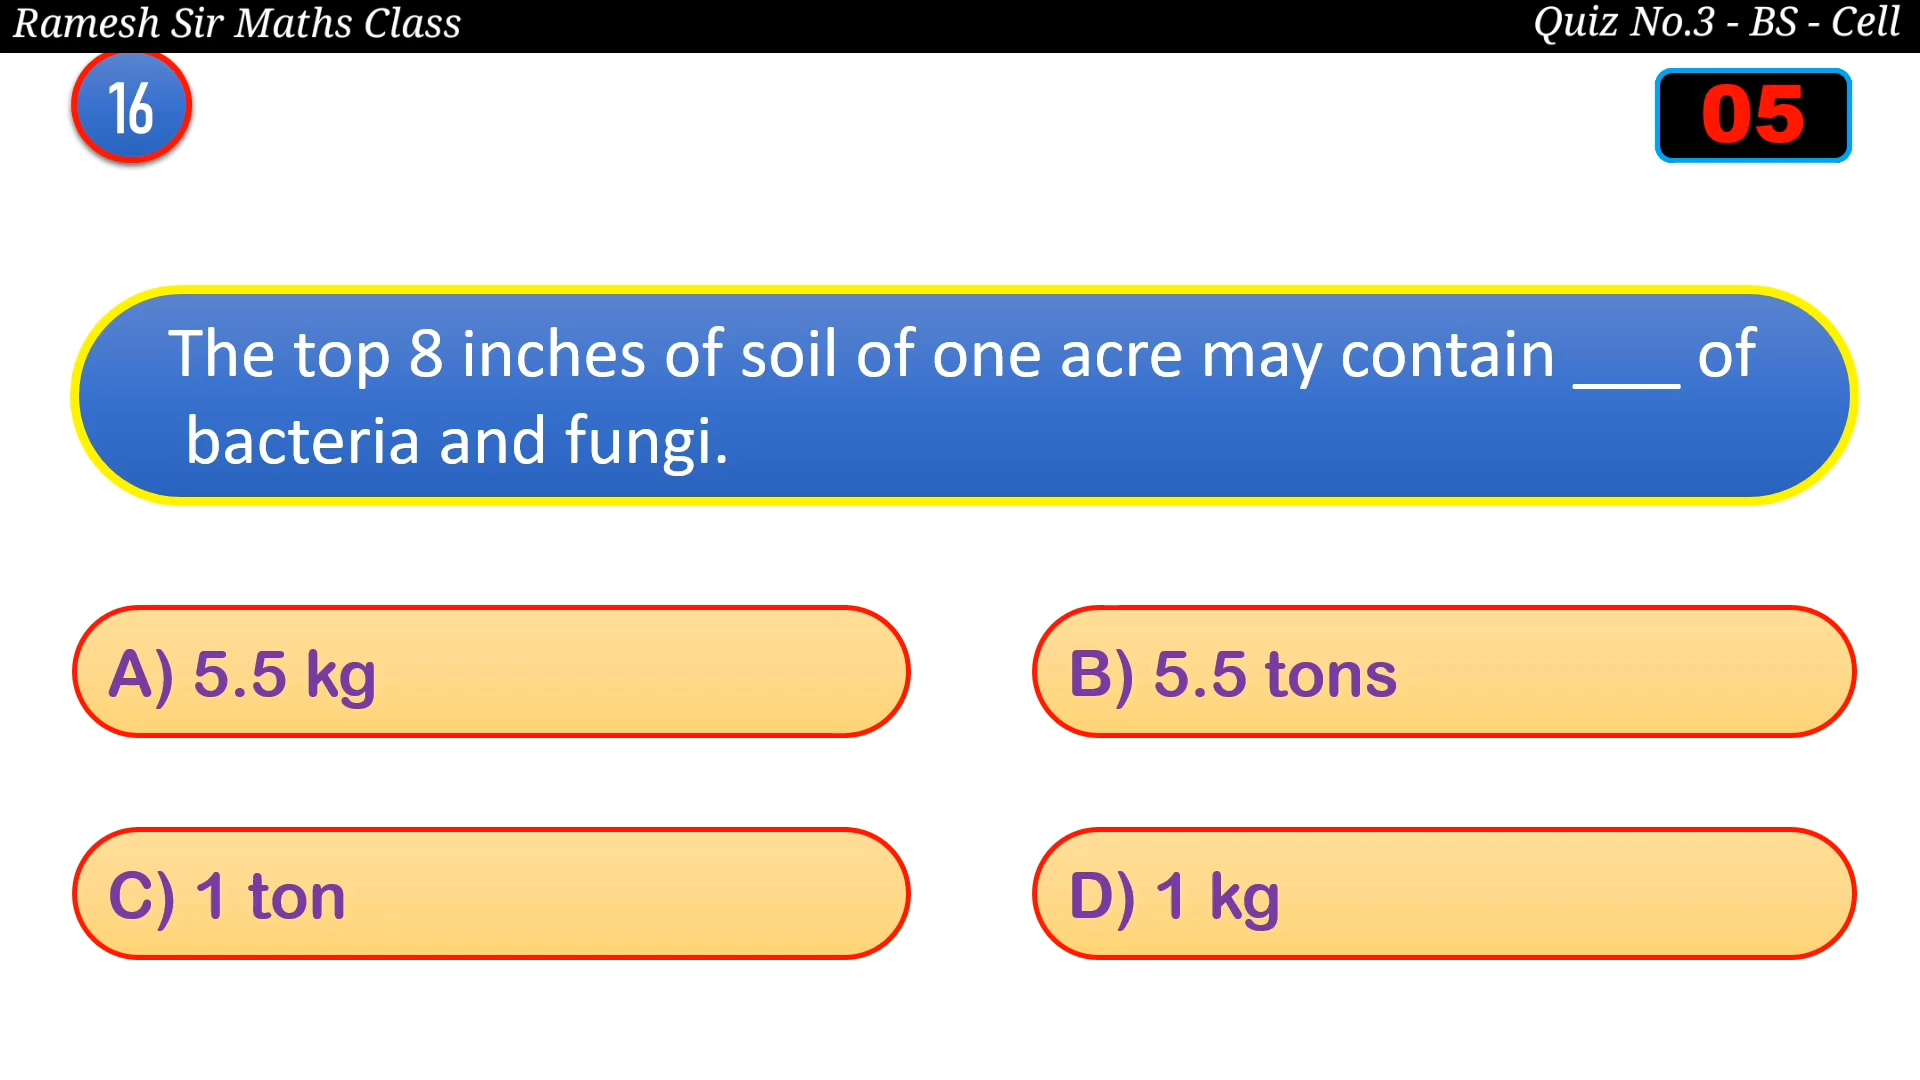 Ramesh Sir Maths Class
Quiz No.3 - BS - Cell
16
05
The top 8 inches of soil of one acre may contain ____ of
bacteria and fungi.
A) 5.5 kg
B) 5.5 tons
C) 1 ton
D) 1 kg